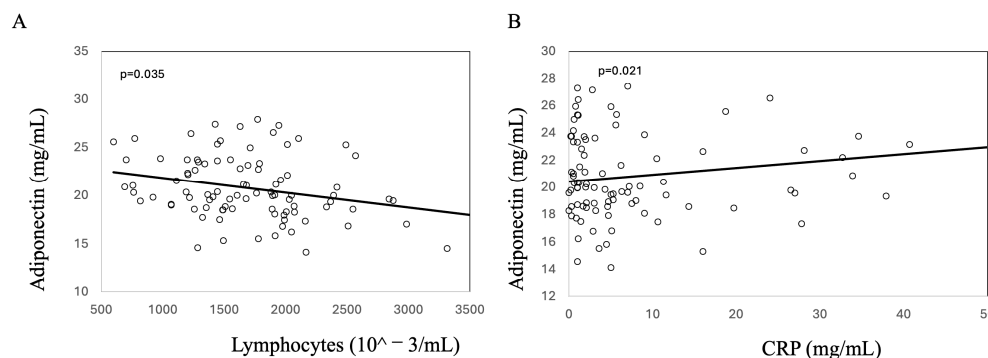 A
Adiponectin (mg/mL)
35
30
25
20
15
10
p=0.035
500 1000 1500 2000 2500 3000 3500
Lymphocytes (10^ − 3/mL)
B
Adiponectin (mg/mL)
30
28
26
24
22
20
18
16
14
12
p=0.021
0 10 20 30 40 5
CRP (mg/mL)